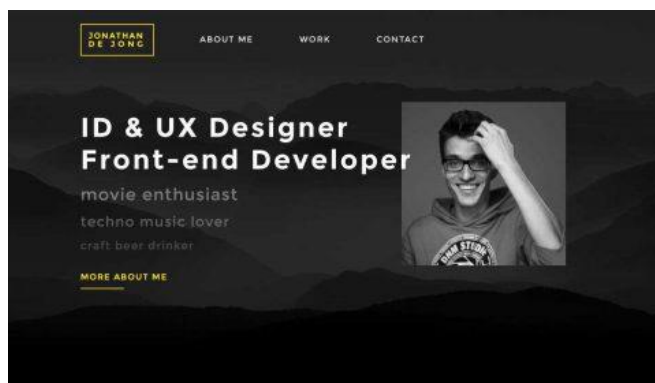 JONATHAN
DE JONG
ABOUT ME
WORK
CONTACT
ID & UX Designer
Front-end Developer
movie enthusiast
techno music lover
craft beer drinker
MORE ABOUT ME